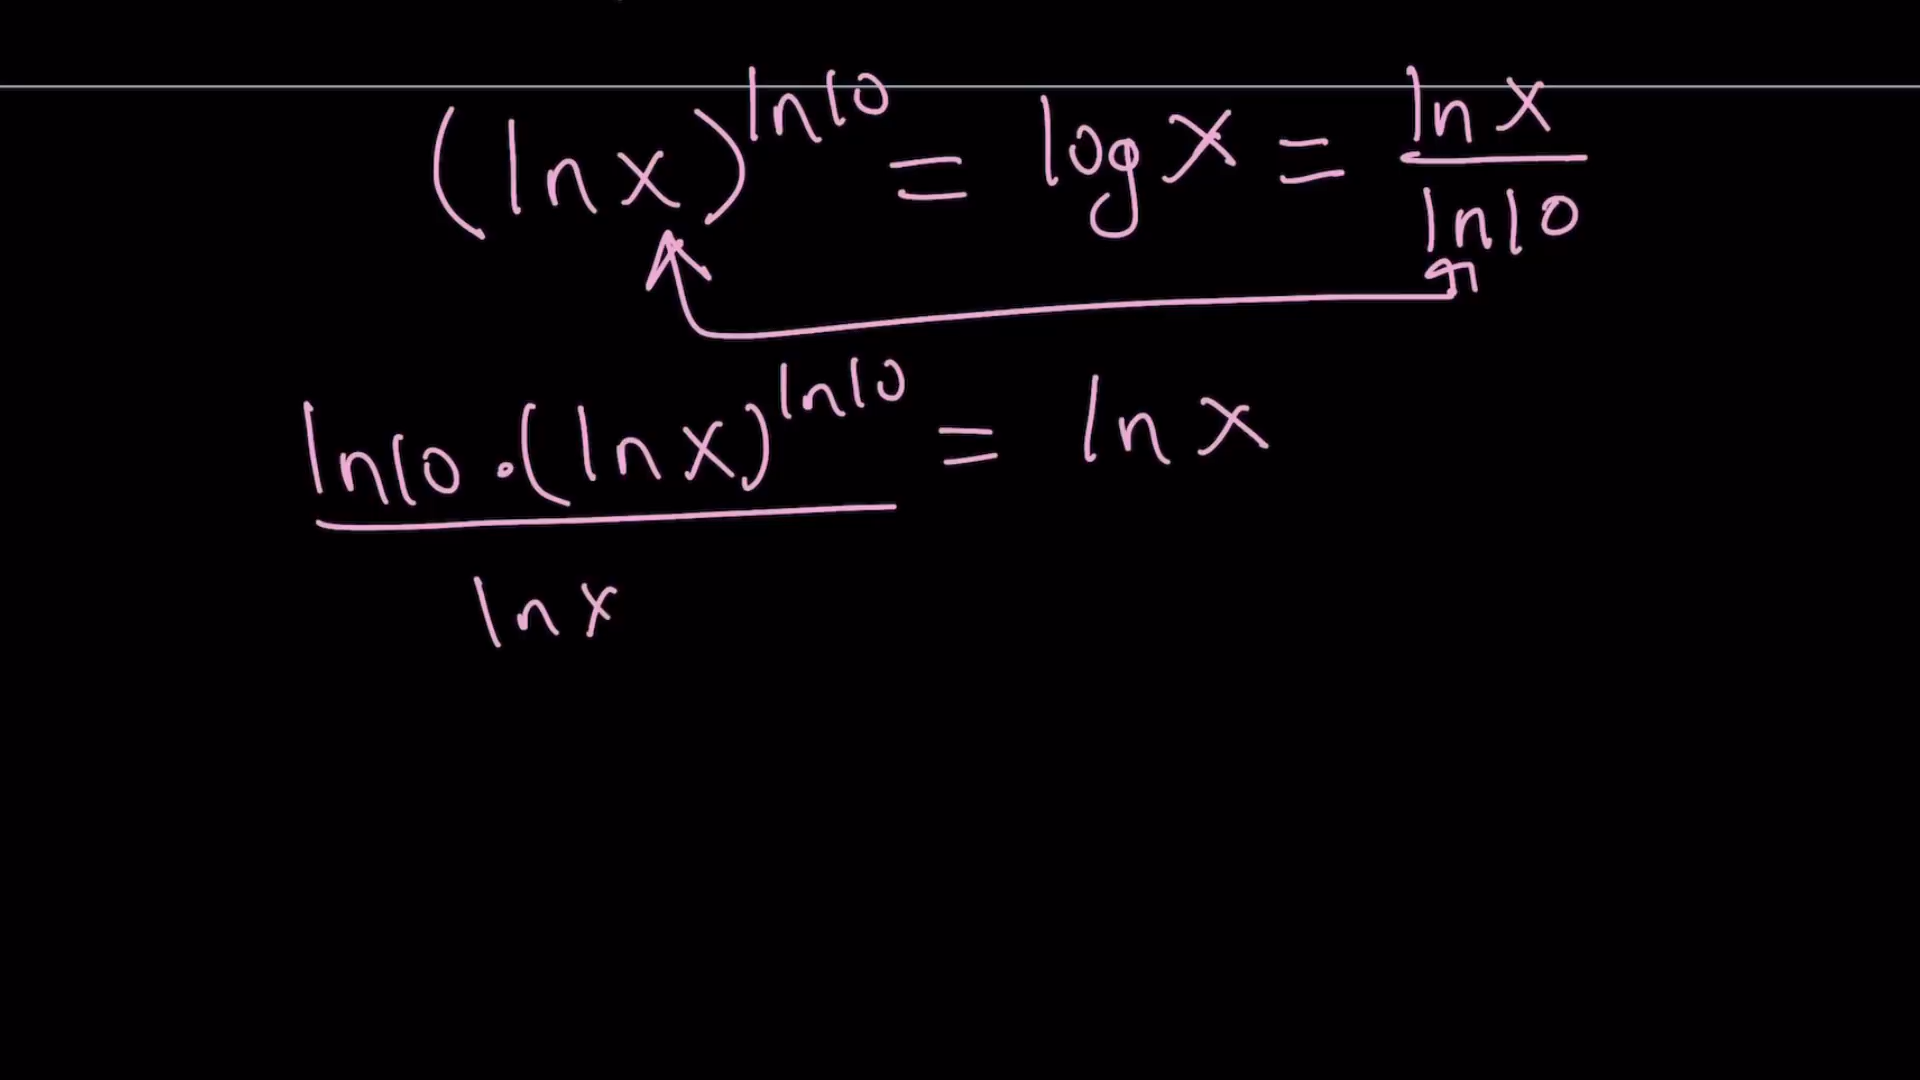 (ln x)^ln10 = log x = ln x / ln10
ln10 · (ln x)^ln10 = ln x
ln x